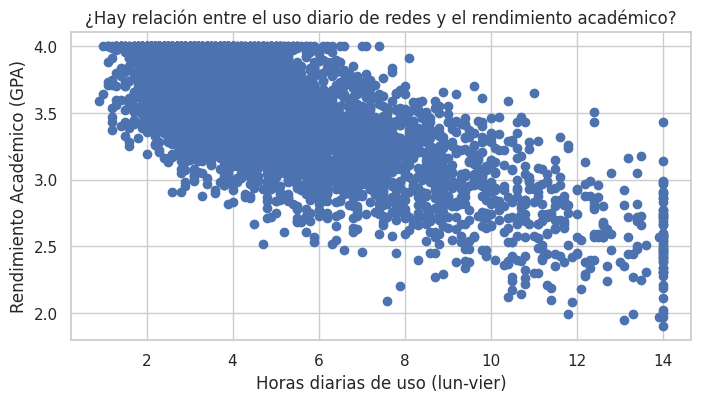 ¿Hay relación entre el uso diario de redes y el rendimiento académico?
Rendimiento Académico (GPA)
4.0
3.5
3.0
2.5
2.0
2 4 6 8 10 12 14
Horas diarias de uso (lun-vier)